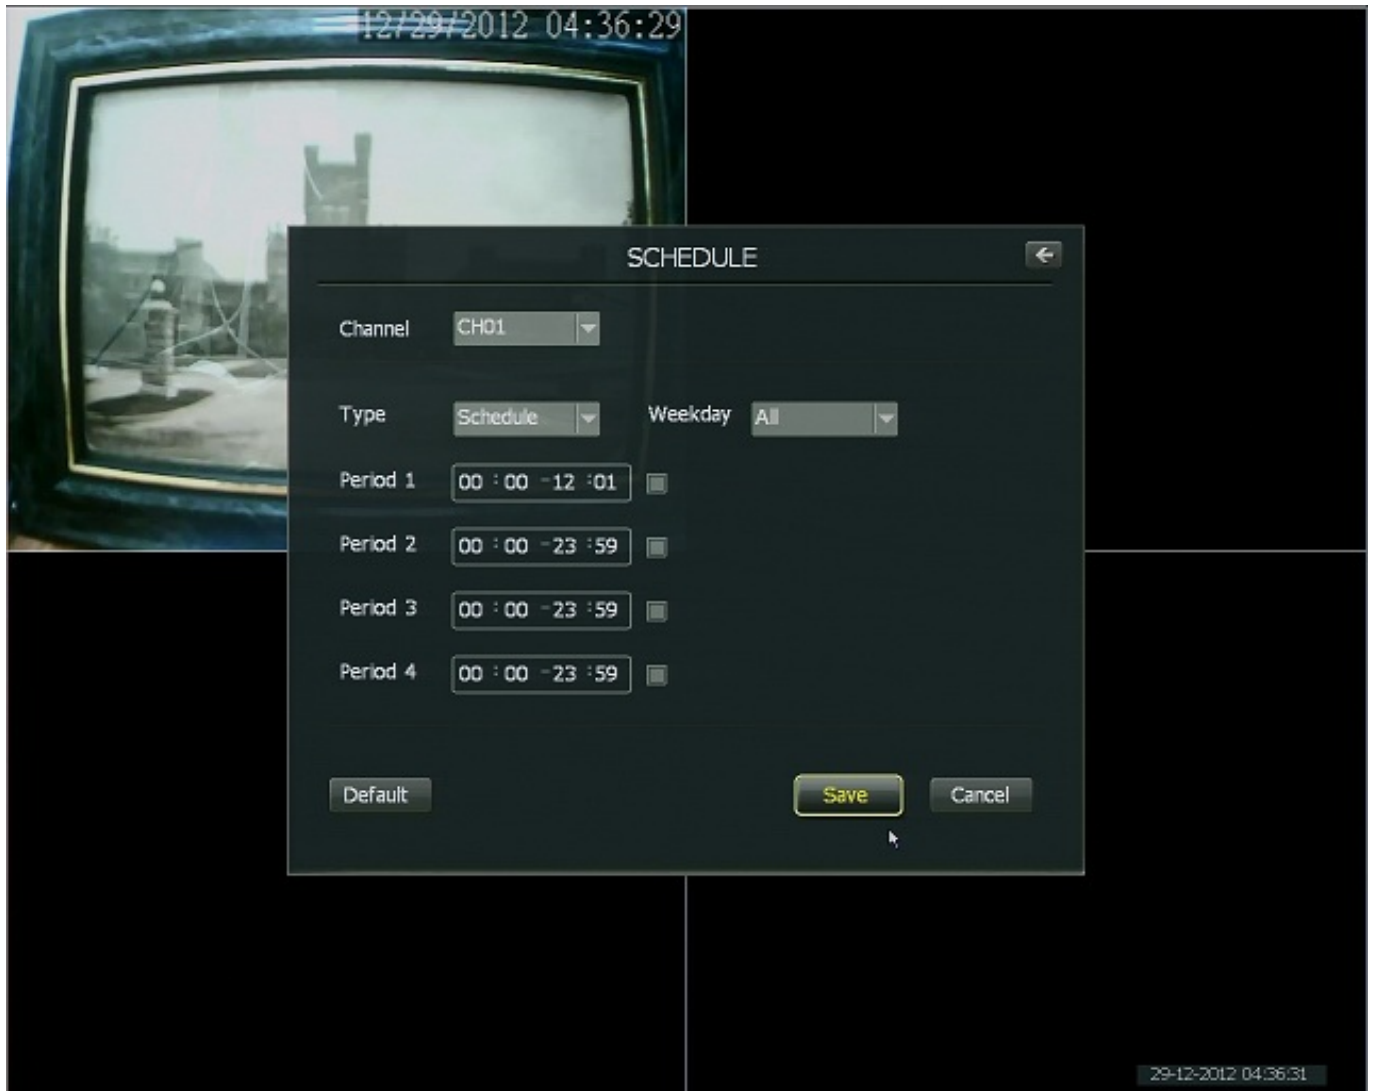 12/29/2012 04:36:29
SCHEDULE
Channel CH01
Type Schedule Weekday All
Period 1 00 : 00 - 12 : 01
Period 2 00 : 00 - 23 : 59
Period 3 00 : 00 - 23 : 59
Period 4 00 : 00 - 23 : 59
Default Save Cancel
29-12-2012 04:36:31